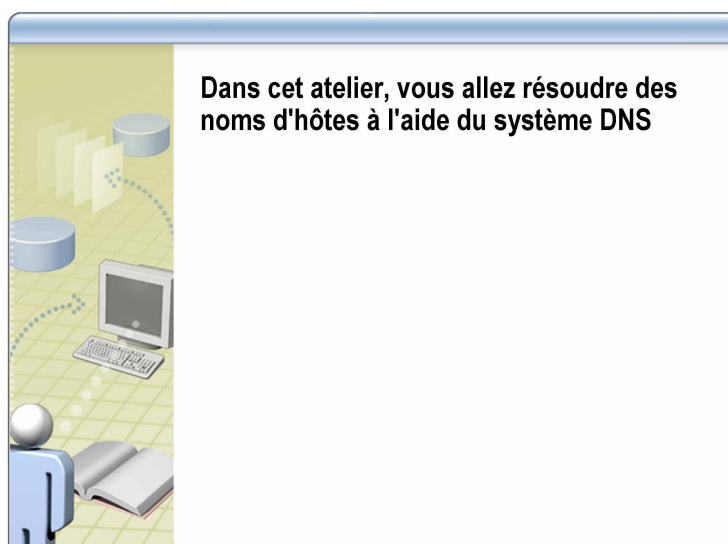 Dans cet atelier, vous allez résoudre des
noms d'hôtes à l'aide du système DNS